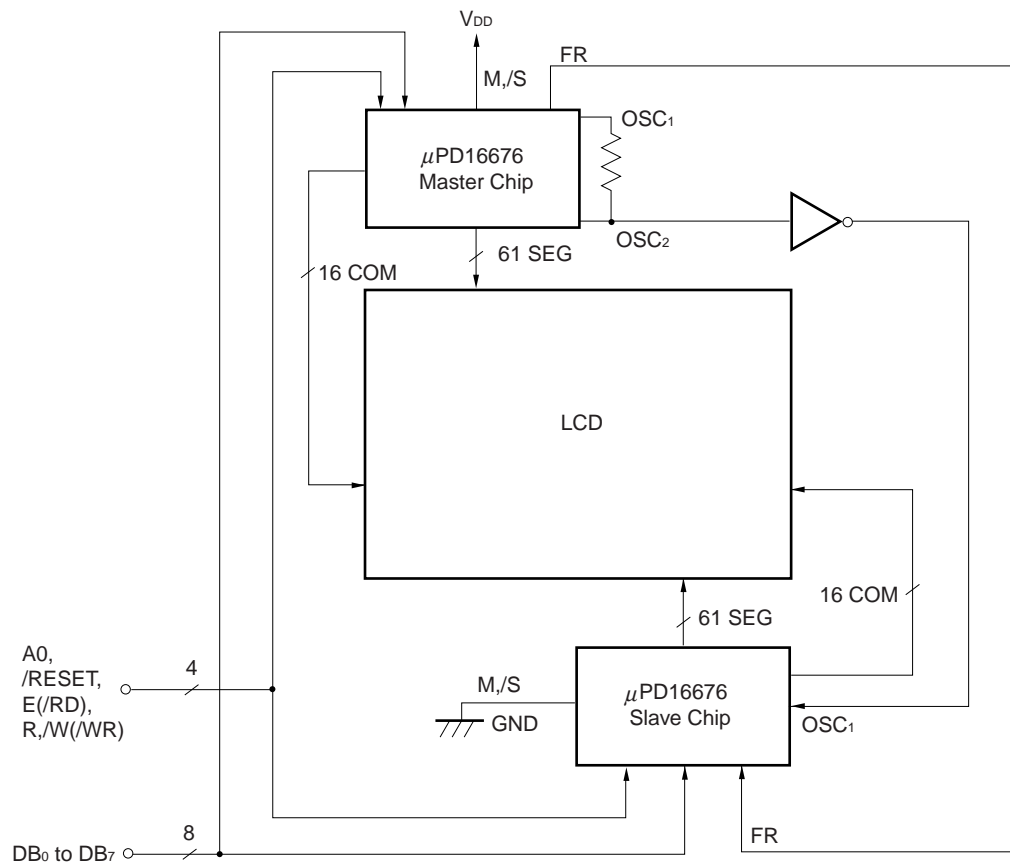 VDD
FR
M,/S
OSC1
μPD16676
Master Chip
OSC2
61 SEG
16 COM
LCD
16 COM
61 SEG
A0,
/RESET,
E(/RD),
R,/W(/WR)
4
M,/S
GND
μPD16676
Slave Chip
OSC1
8
DB0 to DB7
FR